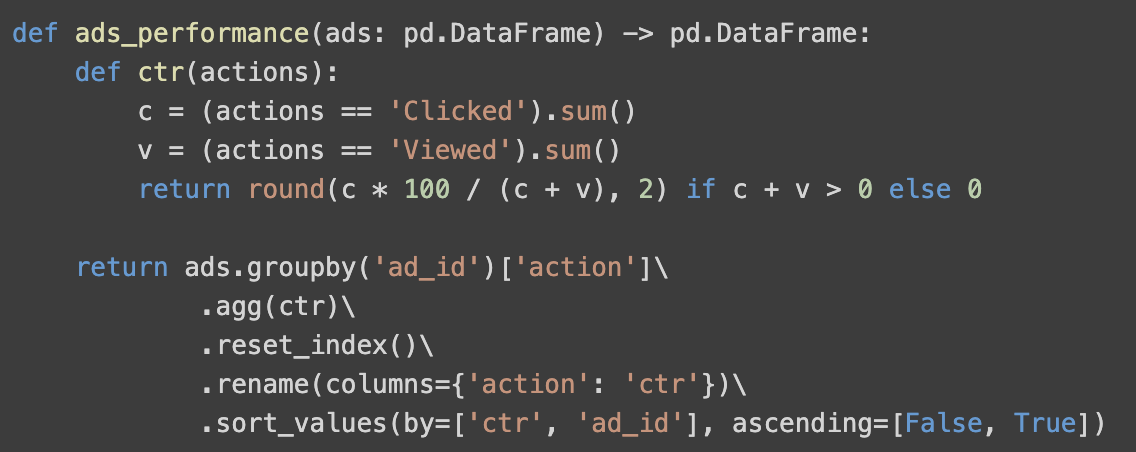 def ads_performance(ads: pd.DataFrame) -> pd.DataFrame:
    def ctr(actions):
        c = (actions == 'Clicked').sum()
        v = (actions == 'Viewed').sum()
        return round(c * 100 / (c + v), 2) if c + v > 0 else 0

    return ads.groupby('ad_id')['action']\
            .agg(ctr)\
            .reset_index()\
            .rename(columns={'action': 'ctr'})\
            .sort_values(by=['ctr', 'ad_id'], ascending=[False, True])